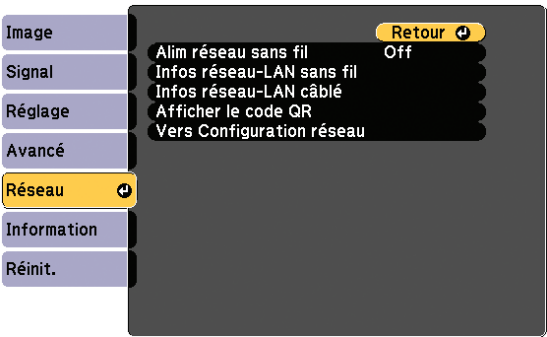 Image
Signal
Réglage
Avancé
Réseau
Information
Réinit.
Retour
Alim réseau sans fil Off
Infos réseau-LAN sans fil
Infos réseau-LAN câblé
Afficher le code QR
Vers Configuration réseau